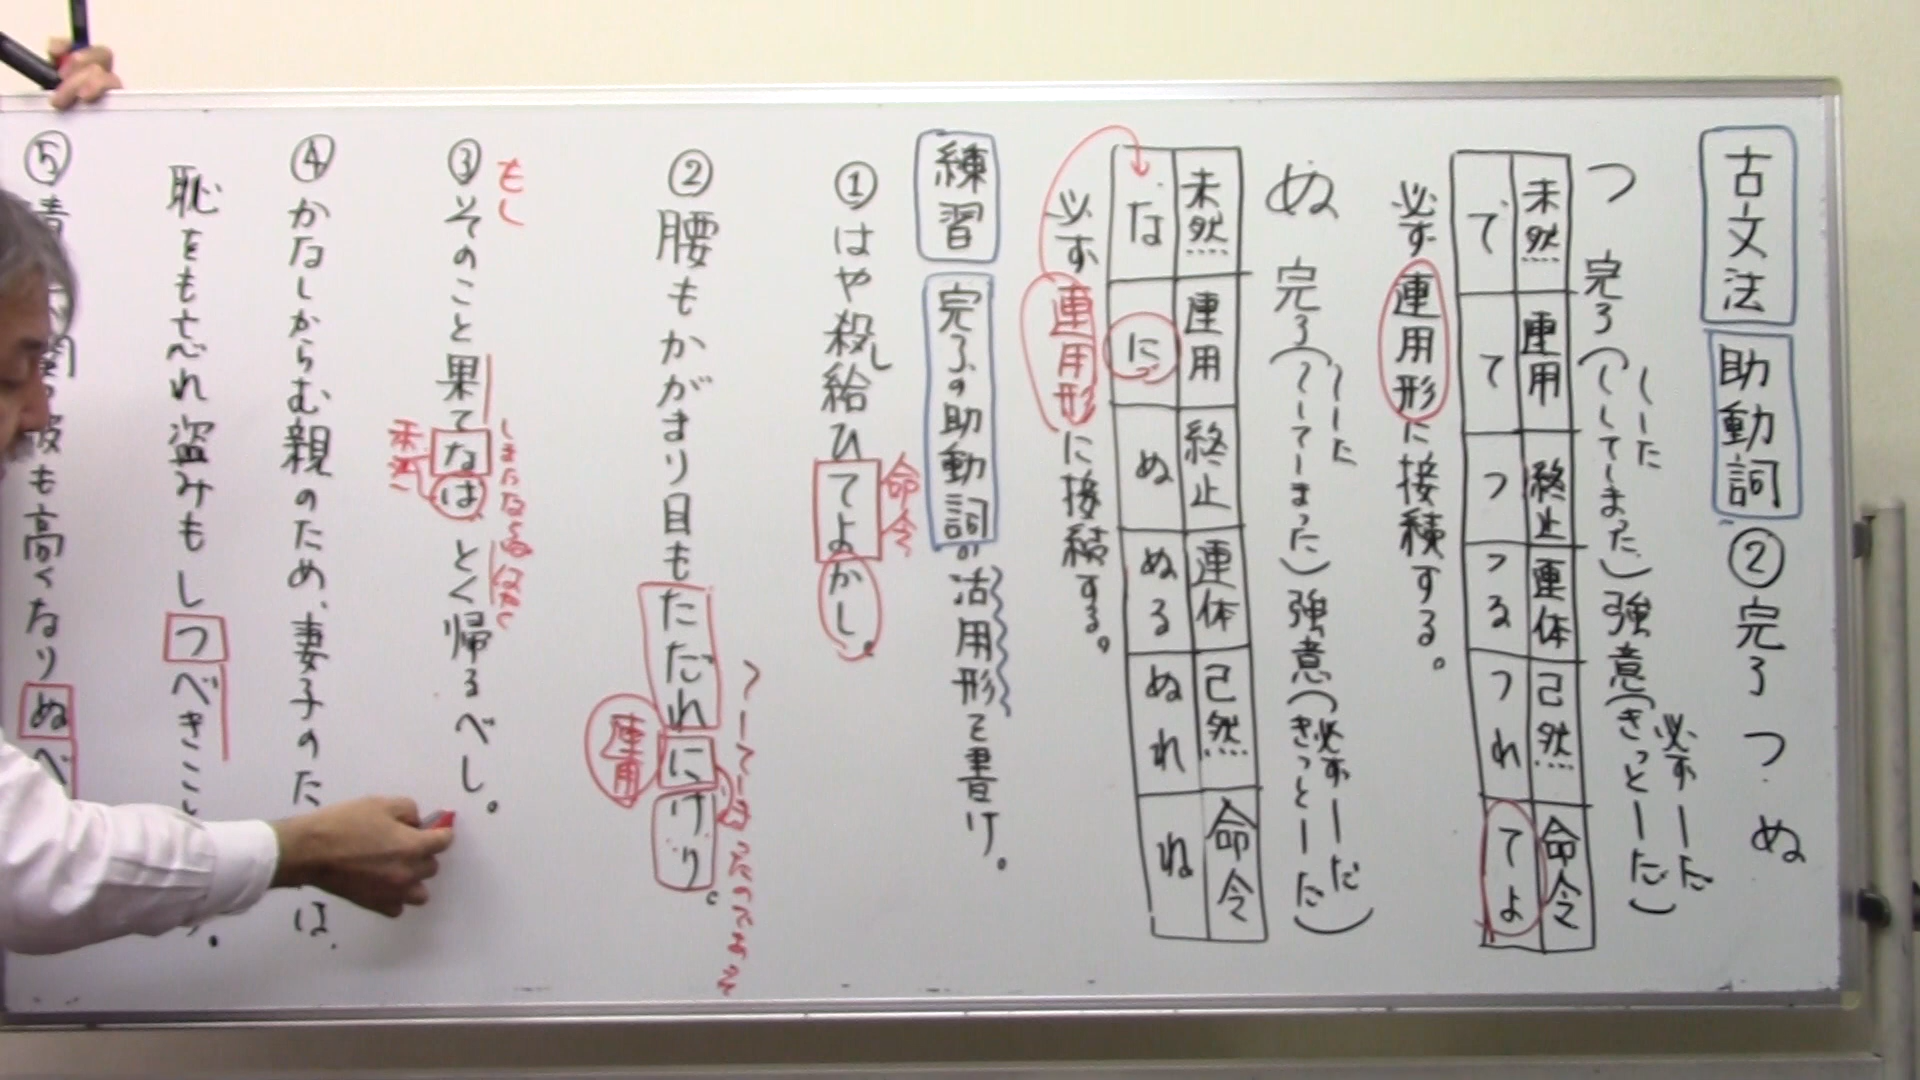 古文法 助動詞 ② 完了 つ ぬ
つ 完了(〜してしまった)強意(きっと〜だ)
〜した
必ず〜だ
未然 連用 終止 連体 已然 命令
て て つ つる つれ てよ
必ず連用形に接続する。
ぬ 完了(〜してしまった)強意(きっと〜だ)
〜した
必ず〜だ
未然 連用 終止 連体 已然 命令
な に ぬ ぬる ぬれ ね
必ず連用形に接続する。
練習 完了の助動詞の活用形を書け。
①はや殺し給ひてよかし。
命令
②腰もかがまり目もただれにけり。
連用
もし
③そのこと果てなば、とく帰るべし。
未然
④かなしからむ親のため、妻子のた
は、
恥をも忘れ盗みもしつべきこと
⑤
波も高くなりぬべ